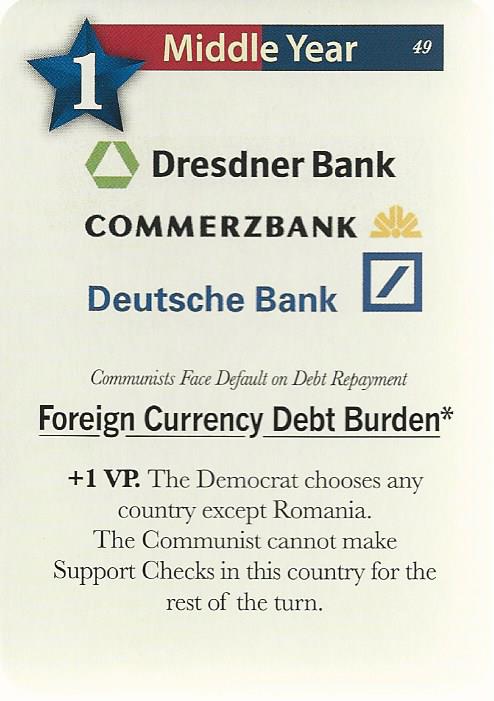 Middle Year 49
1
Dresdner Bank
COMMERZBANK
Deutsche Bank
Communists Face Default on Debt Repayment
Foreign Currency Debt Burden*
+1 VP. The Democrat chooses any
country except Romania.
The Communist cannot make
Support Checks in this country for the
rest of the turn.